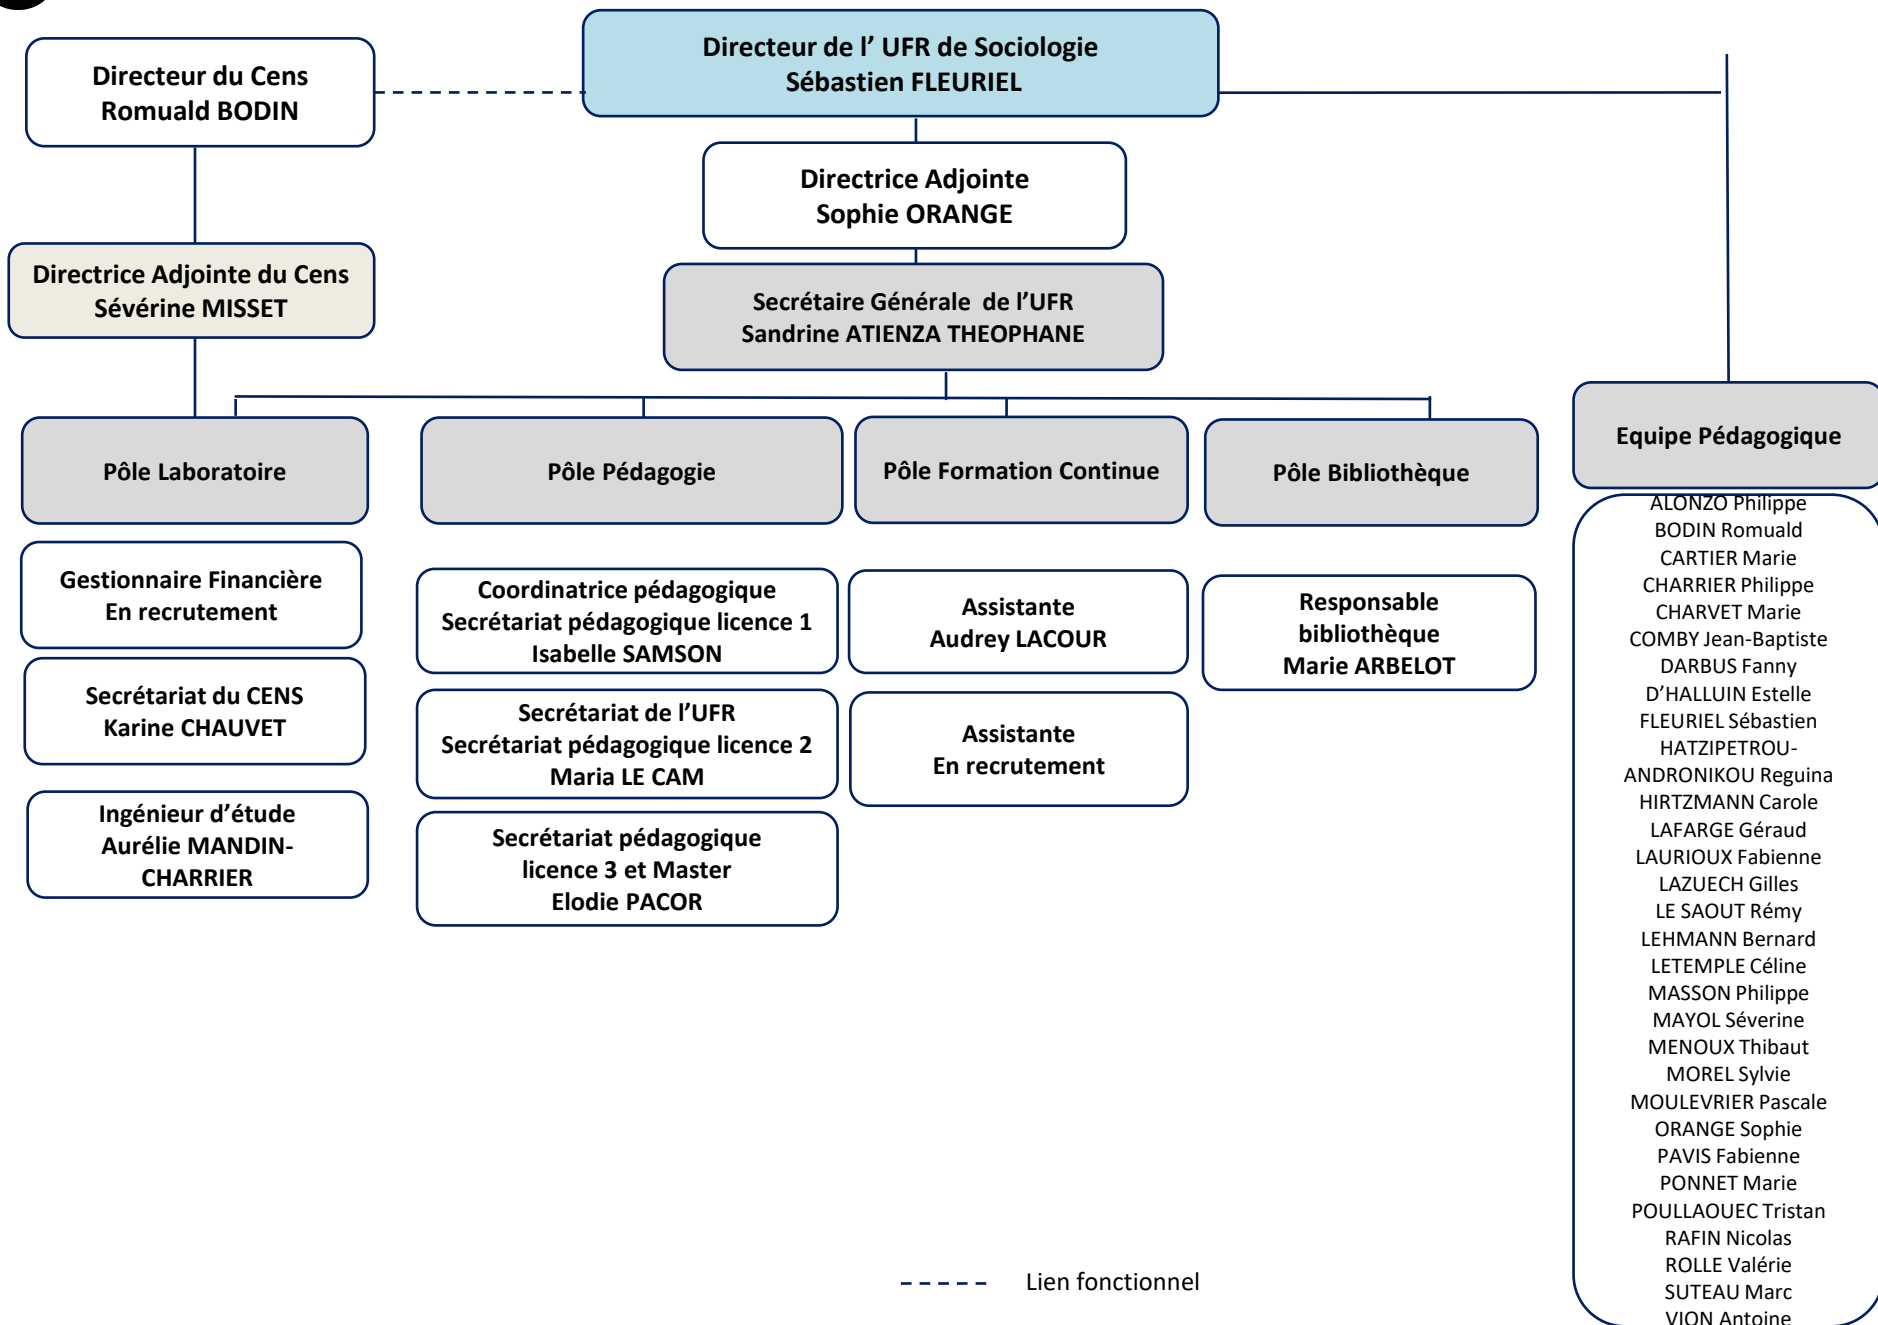 Directeur de l’ UFR de Sociologie
Sébastien FLEURIEL
Directeur du Cens
Romuald BODIN
Directrice Adjointe
Sophie ORANGE
Directrice Adjointe du Cens
Sévérine MISSET
Secrétaire Générale  de l’UFR
Sandrine ATIENZA THEOPHANE
Pôle Laboratoire
Gestionnaire Financière
En recrutement
Secrétariat du CENS
Karine CHAUVET
Ingénieur d’étude
Aurélie MANDIN-
CHARRIER
Pôle Pédagogie
Coordinatrice pédagogique
Secrétariat pédagogique licence 1
Isabelle SAMSON
Secrétariat de l’UFR
Secrétariat pédagogique licence 2
Maria LE CAM
Secrétariat pédagogique
licence 3 et Master
Elodie PACOR
Pôle Formation Continue
Assistante
Audrey LACOUR
Assistante
En recrutement
Pôle Bibliothèque
Responsable
bibliothèque
Marie ARBELOT
Equipe Pédagogique
ALONZO Philippe
BODIN Romuald
CARTIER Marie
CHARRIER Philippe
CHARVET Marie
COMBY Jean-Baptiste
DARBUS Fanny
D’HALLUIN Estelle
FLEURIEL Sébastien
HATZIPETROU-
ANDRONIKOU Reguina
HIRTZMANN Carole
LAFARGE Géraud
LAURIOUX Fabienne
LAZUECH Gilles
LE SAOUT Rémy
LEHMANN Bernard
LETEMPLE Céline
MASSON Philippe
MAYOL Séverine
MENOUX Thibaut
MOREL Sylvie
MOULEVRIER Pascale
ORANGE Sophie
PAVIS Fabienne
PONNET Marie
POULLAOUEC Tristan
RAFIN Nicolas
ROLLE Valérie
SUTEAU Marc
VION Antoine
Lien fonctionnel